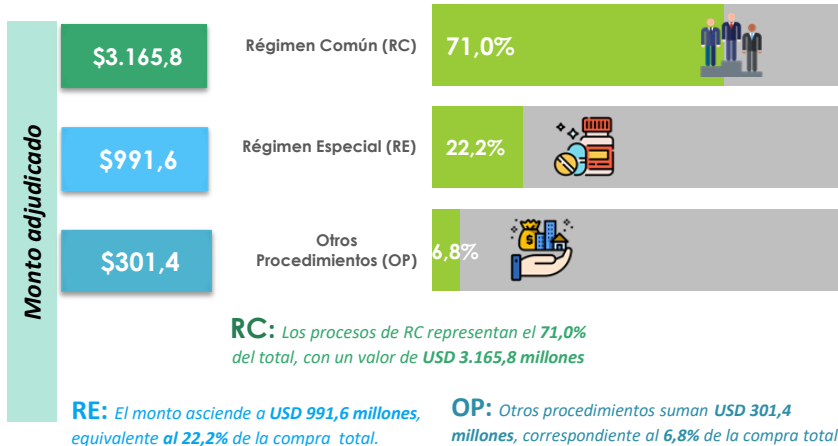 Monto adjudicado
$3.165,8
Régimen Común (RC)
71,0%
$991,6
Régimen Especial (RE)
22,2%
$301,4
Otros
Procedimientos (OP)
6,8%
RC: Los procesos de RC representan el 71,0%
del total, con un valor de USD 3.165,8 millones
RE: El monto asciende a USD 991,6 millones,
equivalente al 22,2% de la compra total.
OP: Otros procedimientos suman USD 301,4
millones, correspondiente al 6,8% de la compra total